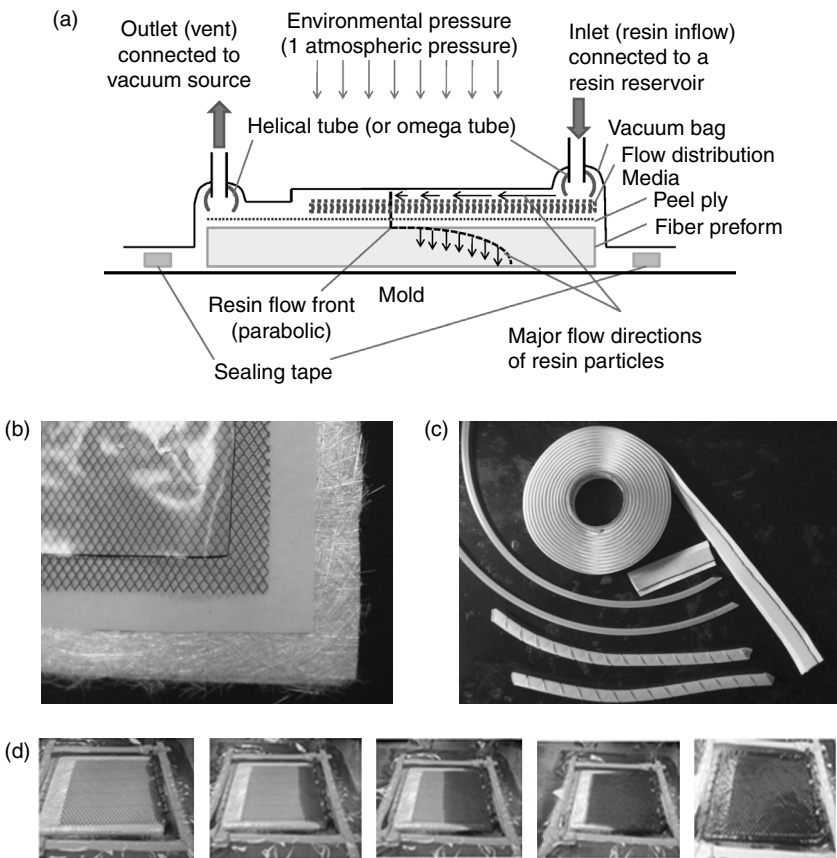 (a)
Outlet (vent)
connected to
vacuum source
Environmental pressure
(1 atmospheric pressure)
Inlet (resin inflow)
connected to a
resin reservoir
Helical tube (or omega tube)
Vacuum bag
Flow distribution
Media
Peel ply
Fiber preform
Resin flow front
(parabolic)
Mold
Major flow directions
of resin particles
Sealing tape
(b)
(c)
(d)